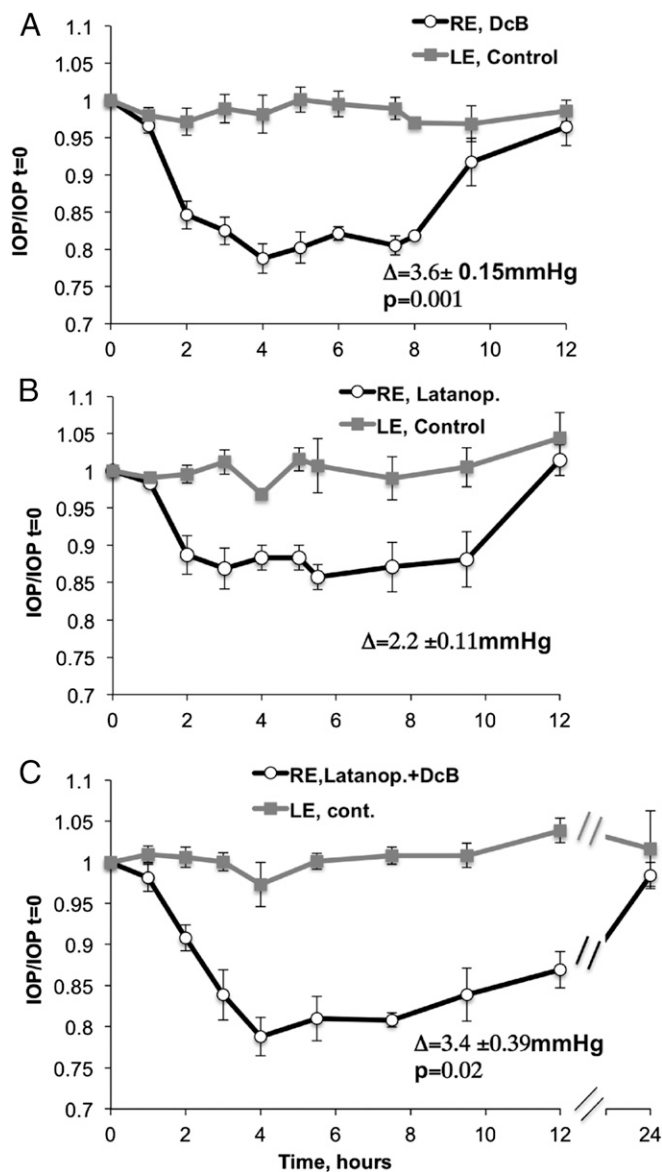 A
RE, DcB
LE, Control
1.1
1.05
1
0.95
0.9
0.85
0.8
0.75
0.7
IOP/IOP t=0
Δ=3.6± 0.15mmHg
p=0.001
0 2 4 6 8 10 12
B
RE, Latanop.
LE, Control
1.1
1.05
1
0.95
0.9
0.85
0.8
0.75
0.7
IOP/IOP t=0
Δ=2.2 ±0.11mmHg
0 2 4 6 8 10 12
C
RE,Latanop.+DcB
LE, cont.
1.1
1.05
1
0.95
0.9
0.85
0.8
0.7
IOP/IOP t=0
Δ=3.4 ±0.39mmHg
p=0.02
0 2 4 6 8 10 12 24
Time, hours